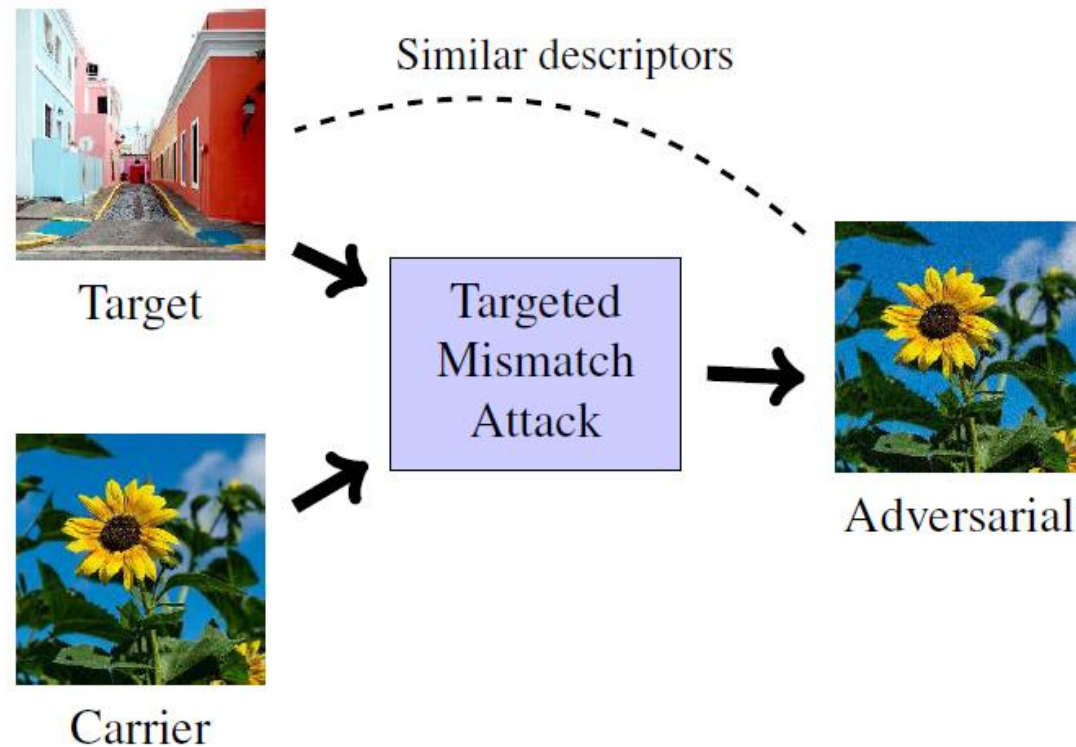 Similar descriptors
Target
Targeted
Mismatch
Attack
Adversarial
Carrier